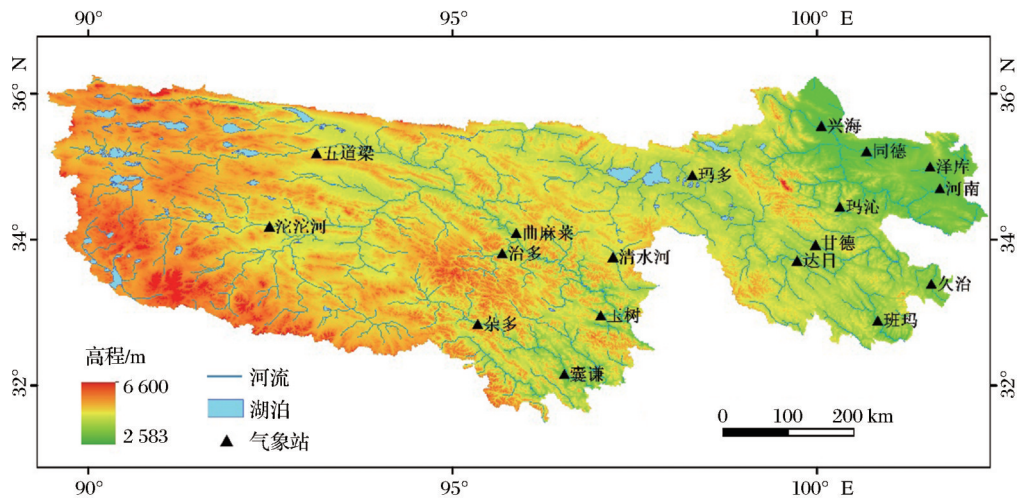 90°
95°
100° E
36° N
36° N
兴海
五道梁
同德
泽库
玛多
河南
玛沁
沱沱河
曲麻莱
34°
34°
甘德
治多
清水河
达日
久治
玉树
班玛
杂多
高程/m
囊谦
6 600
河流
32°
32°
湖泊
0 100 200 km
2 583
气象站
90°
95°
100° E